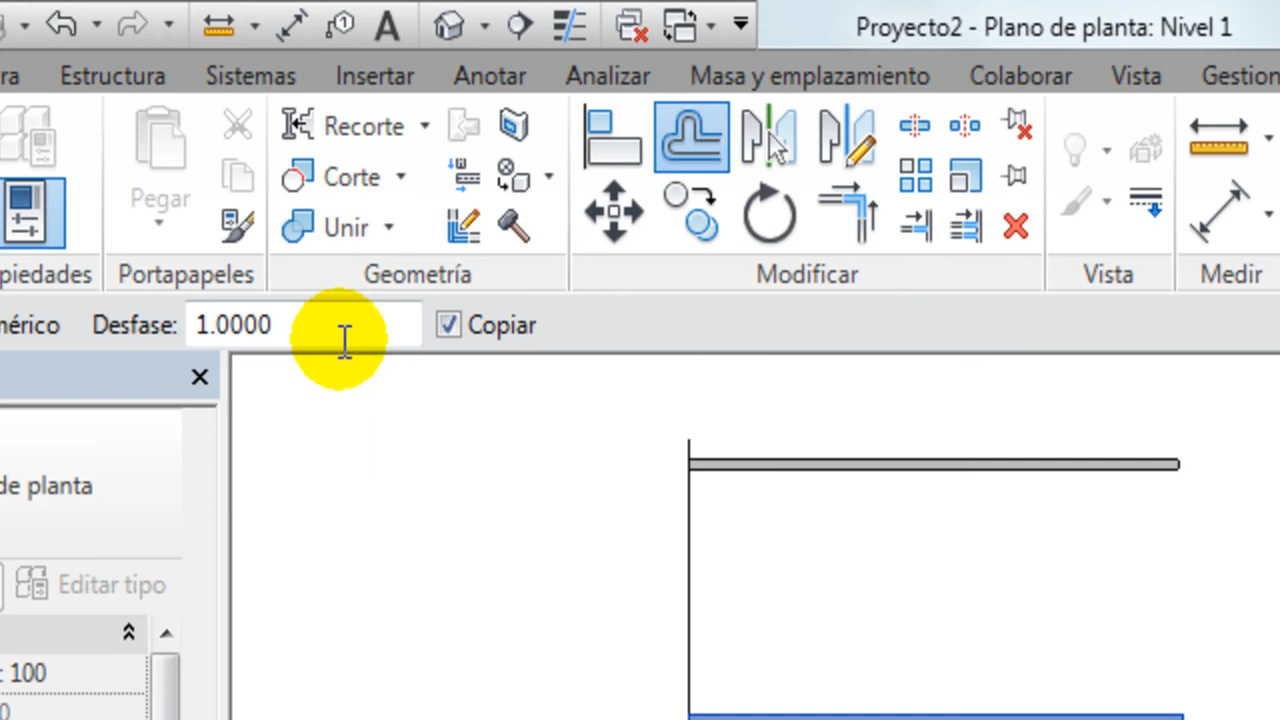 Proyecto2 - Plano de planta: Nivel 1
ra Estructura Sistemas Insertar Anotar Analizar Masa y emplazamiento Colaborar Vista Gestion
Recorte
Pegar
Corte
Unir
piedades Portapapeles Geometría Modificar Vista Medir
nérico Desfase: 1.0000 Copiar
de planta
Editar tipo
: 100